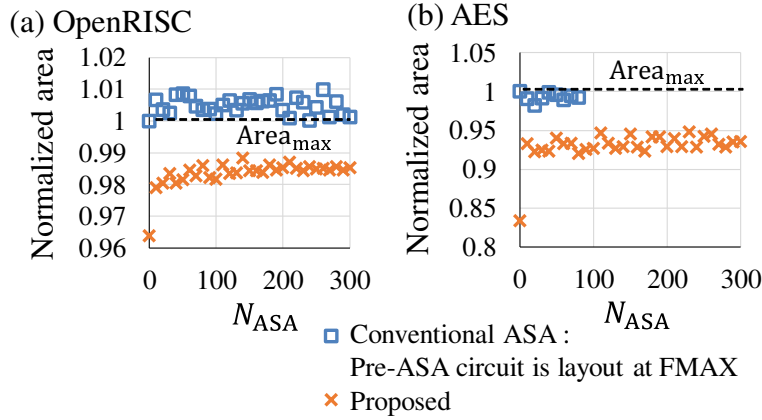 (a) OpenRISC
Normalized area
1.02
1.01
1
0.99
0.98
0.97
0.96
Area_max
0
100
200
300
N_ASA
(b) AES
Normalized area
1.05
1
0.95
0.9
0.85
0.8
Area_max
0
100
200
300
N_ASA
Conventional ASA :
Pre-ASA circuit is layout at FMAX
Proposed